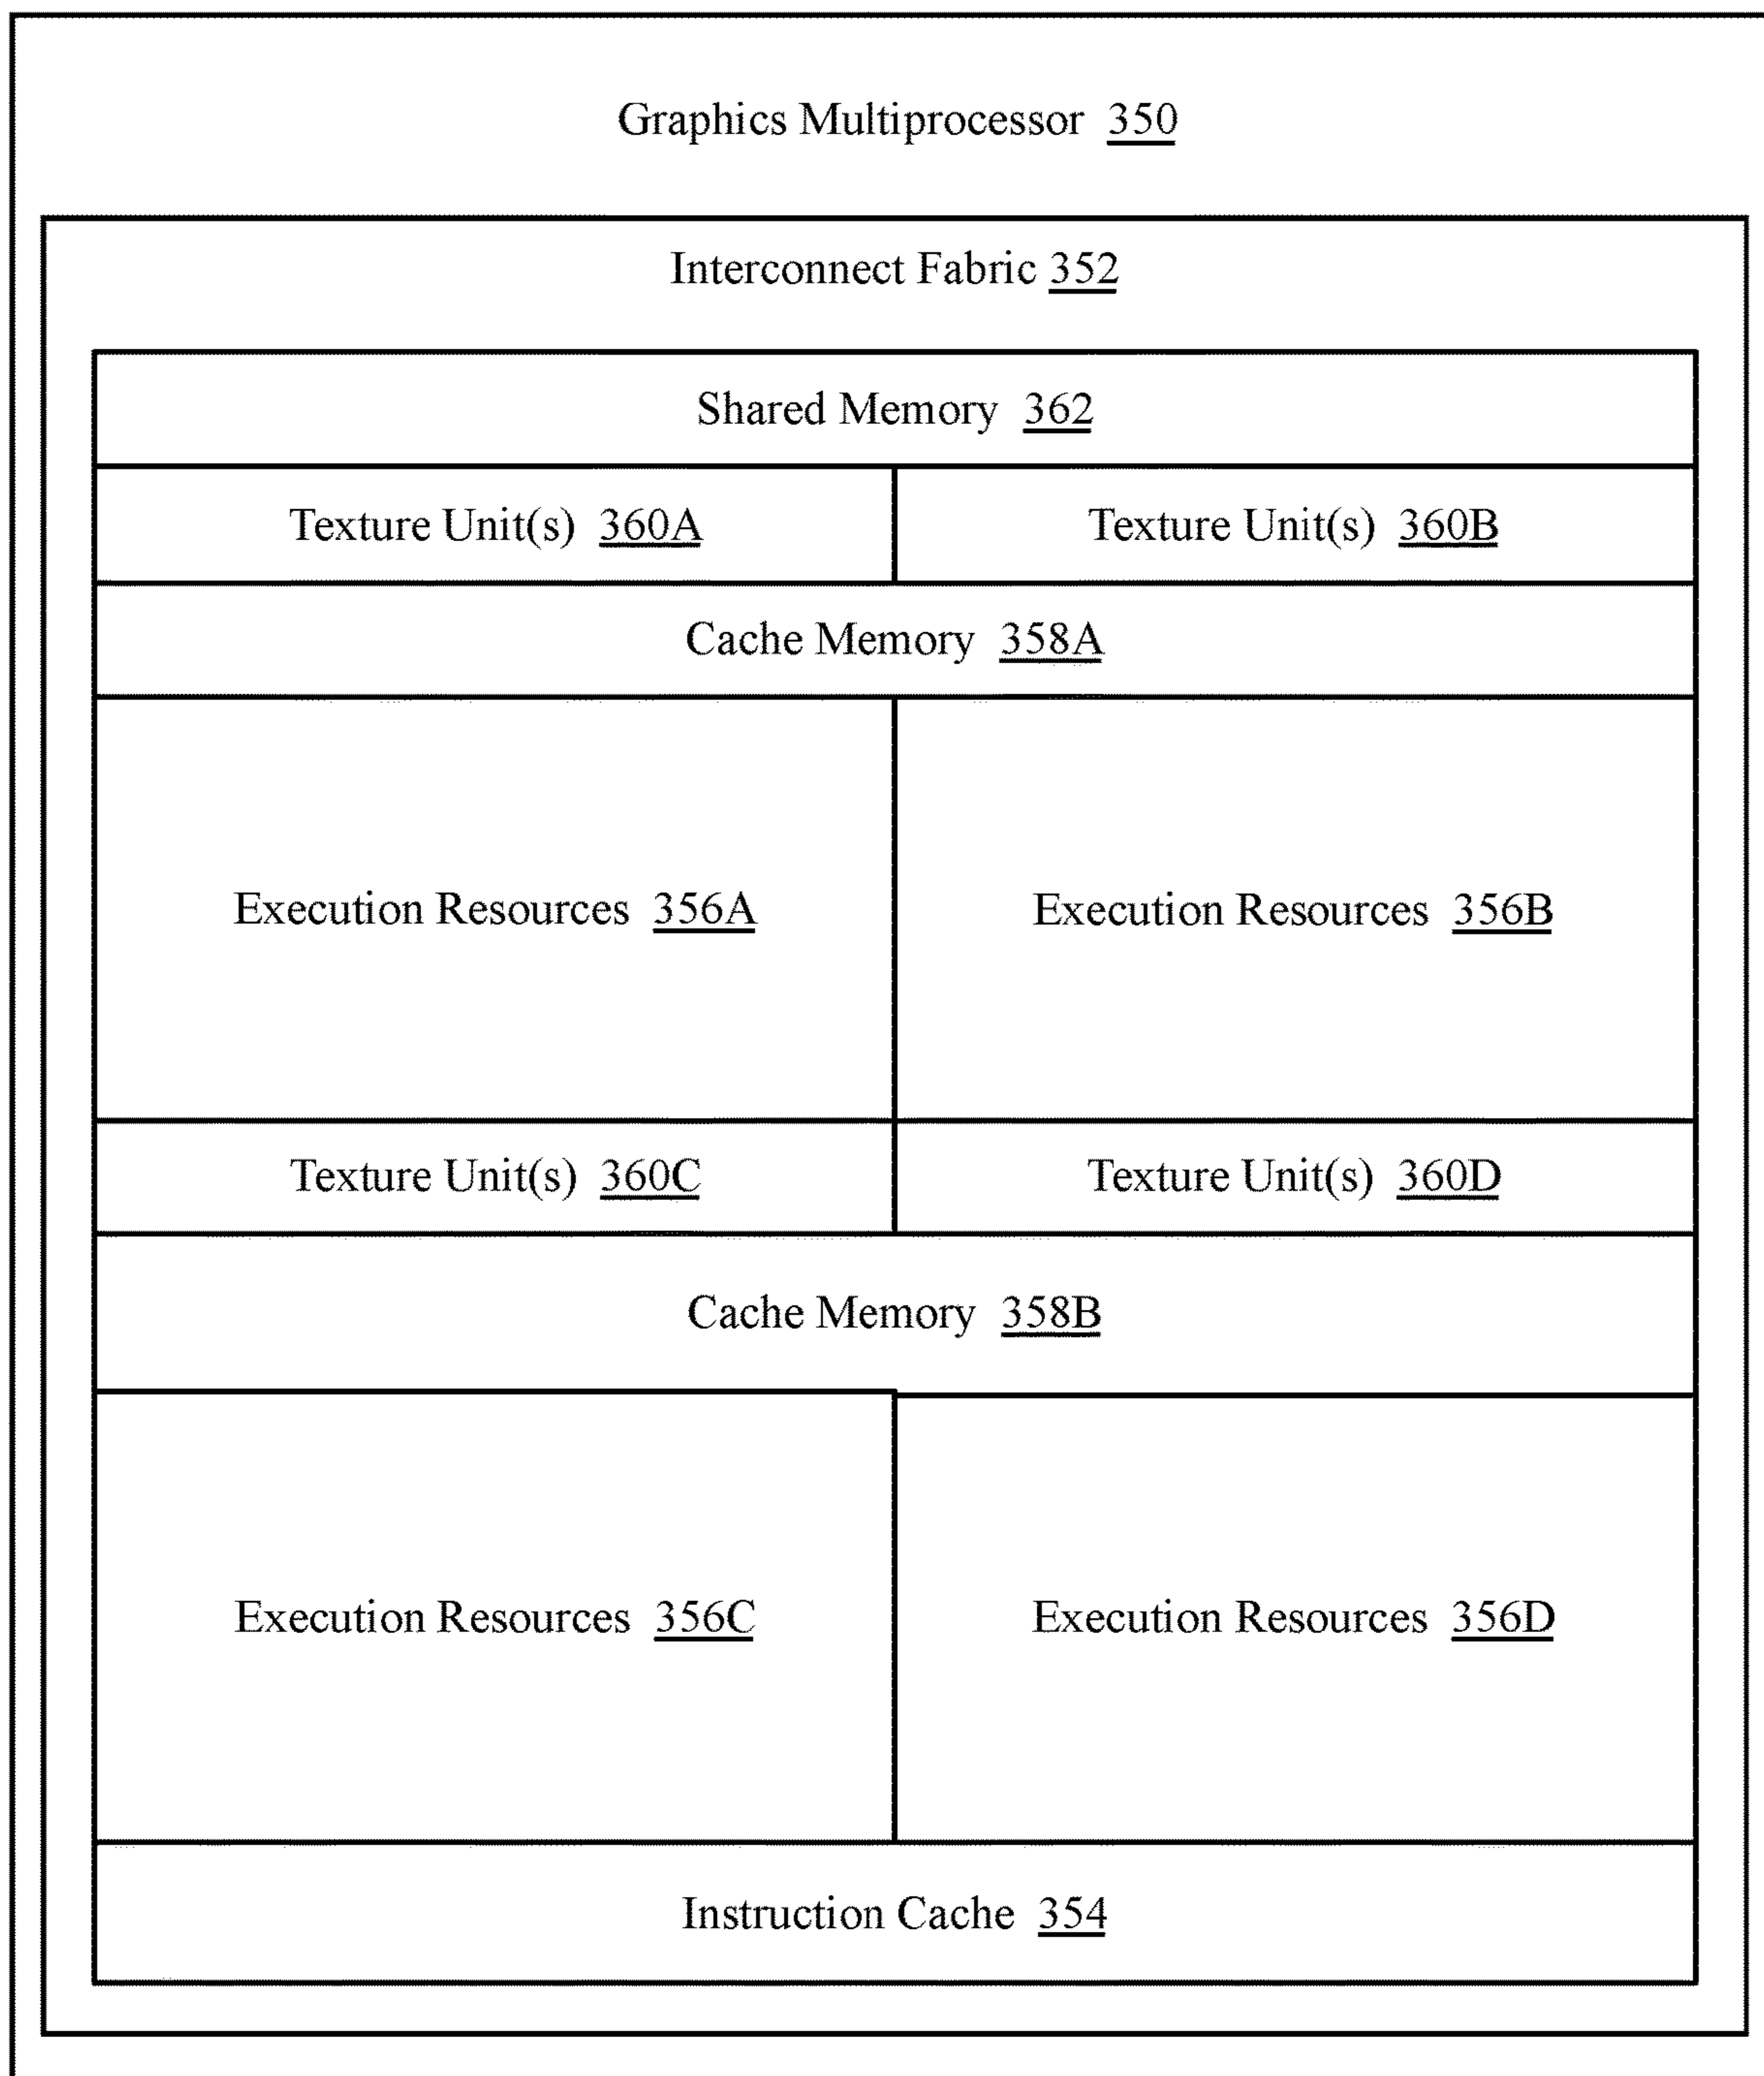 Graphics Multiprocessor 350
Interconnect Fabric 352
Shared Memory 362
Texture Unit(s) 360A
Texture Unit(s) 360B
Cache Memory 358A
Execution Resources 356A
Execution Resources 356B
Texture Unit(s) 360C
Texture Unit(s) 360D
Cache Memory 358B
Execution Resources 356C
Execution Resources 356D
Instruction Cache 354